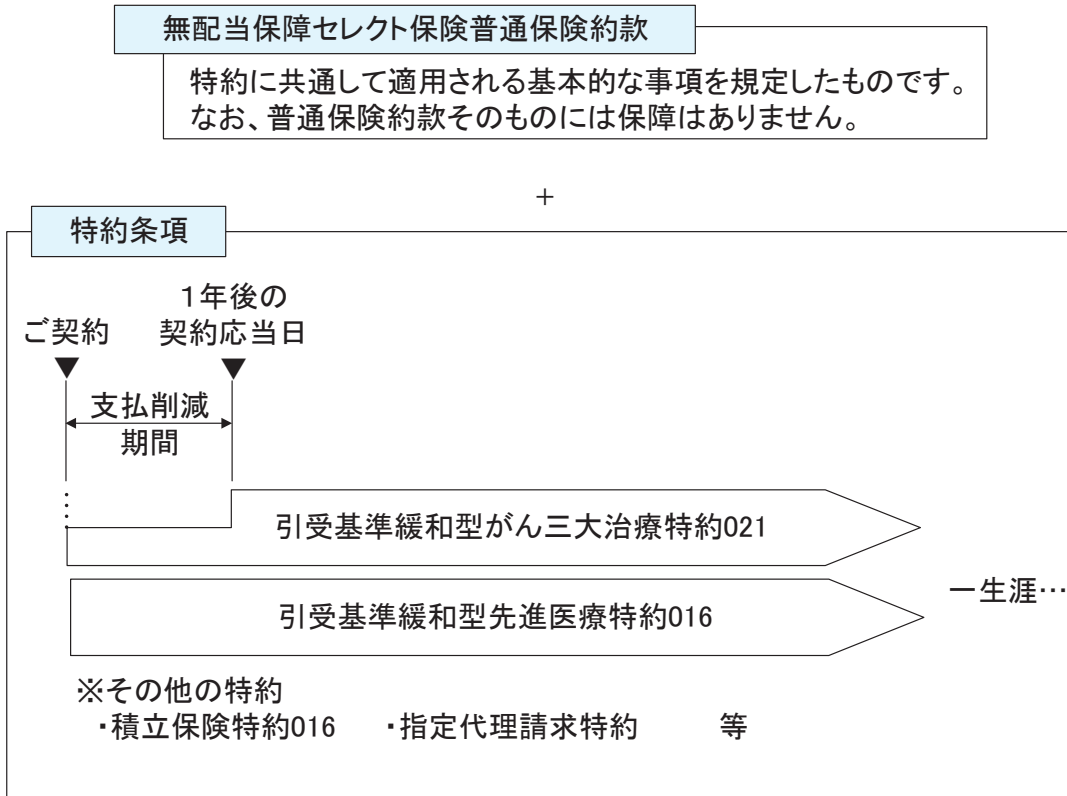 無配当保障セレクト保険普通保険約款
特約に共通して適用される基本的な事項を規定したものです。
なお、普通保険約款そのものには保障はありません。
+
特約条項
1年後の
ご契約 契約応当日
支払削減
期間
引受基準緩和型がん三大治療特約021
引受基準緩和型先進医療特約016
一生涯…
※その他の特約
・積立保険特約016 ・指定代理請求特約 等